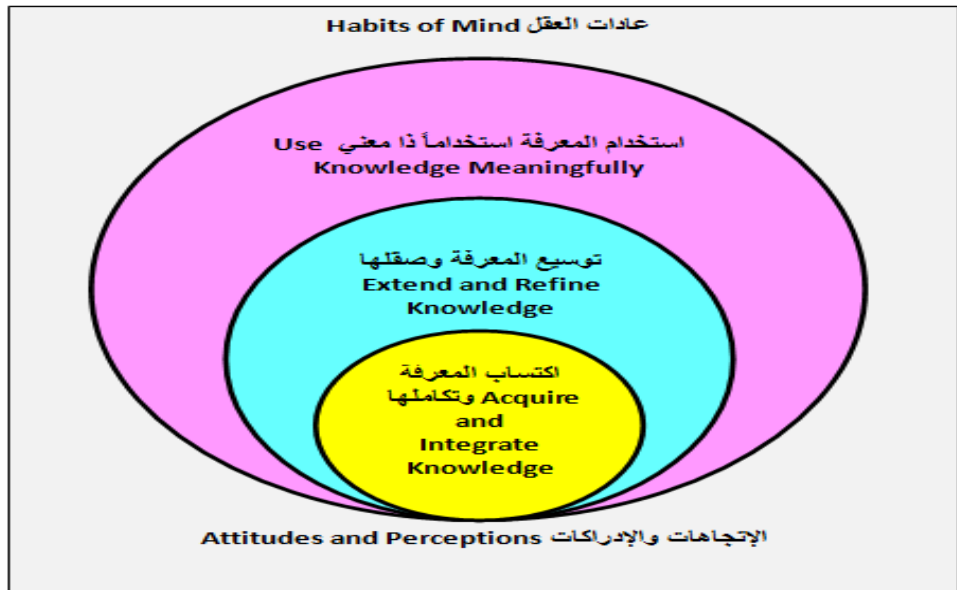 عادات العقل Habits of Mind
استخدام المعرفة استخداماً ذا معني Use
Knowledge Meaningfully
توسيع المعرفة وصقلها
Extend and Refine
Knowledge
اكتساب المعرفة
وتكاملها Acquire
and
Integrate
Knowledge
الإتجاهات والإدراكات Attitudes and Perceptions